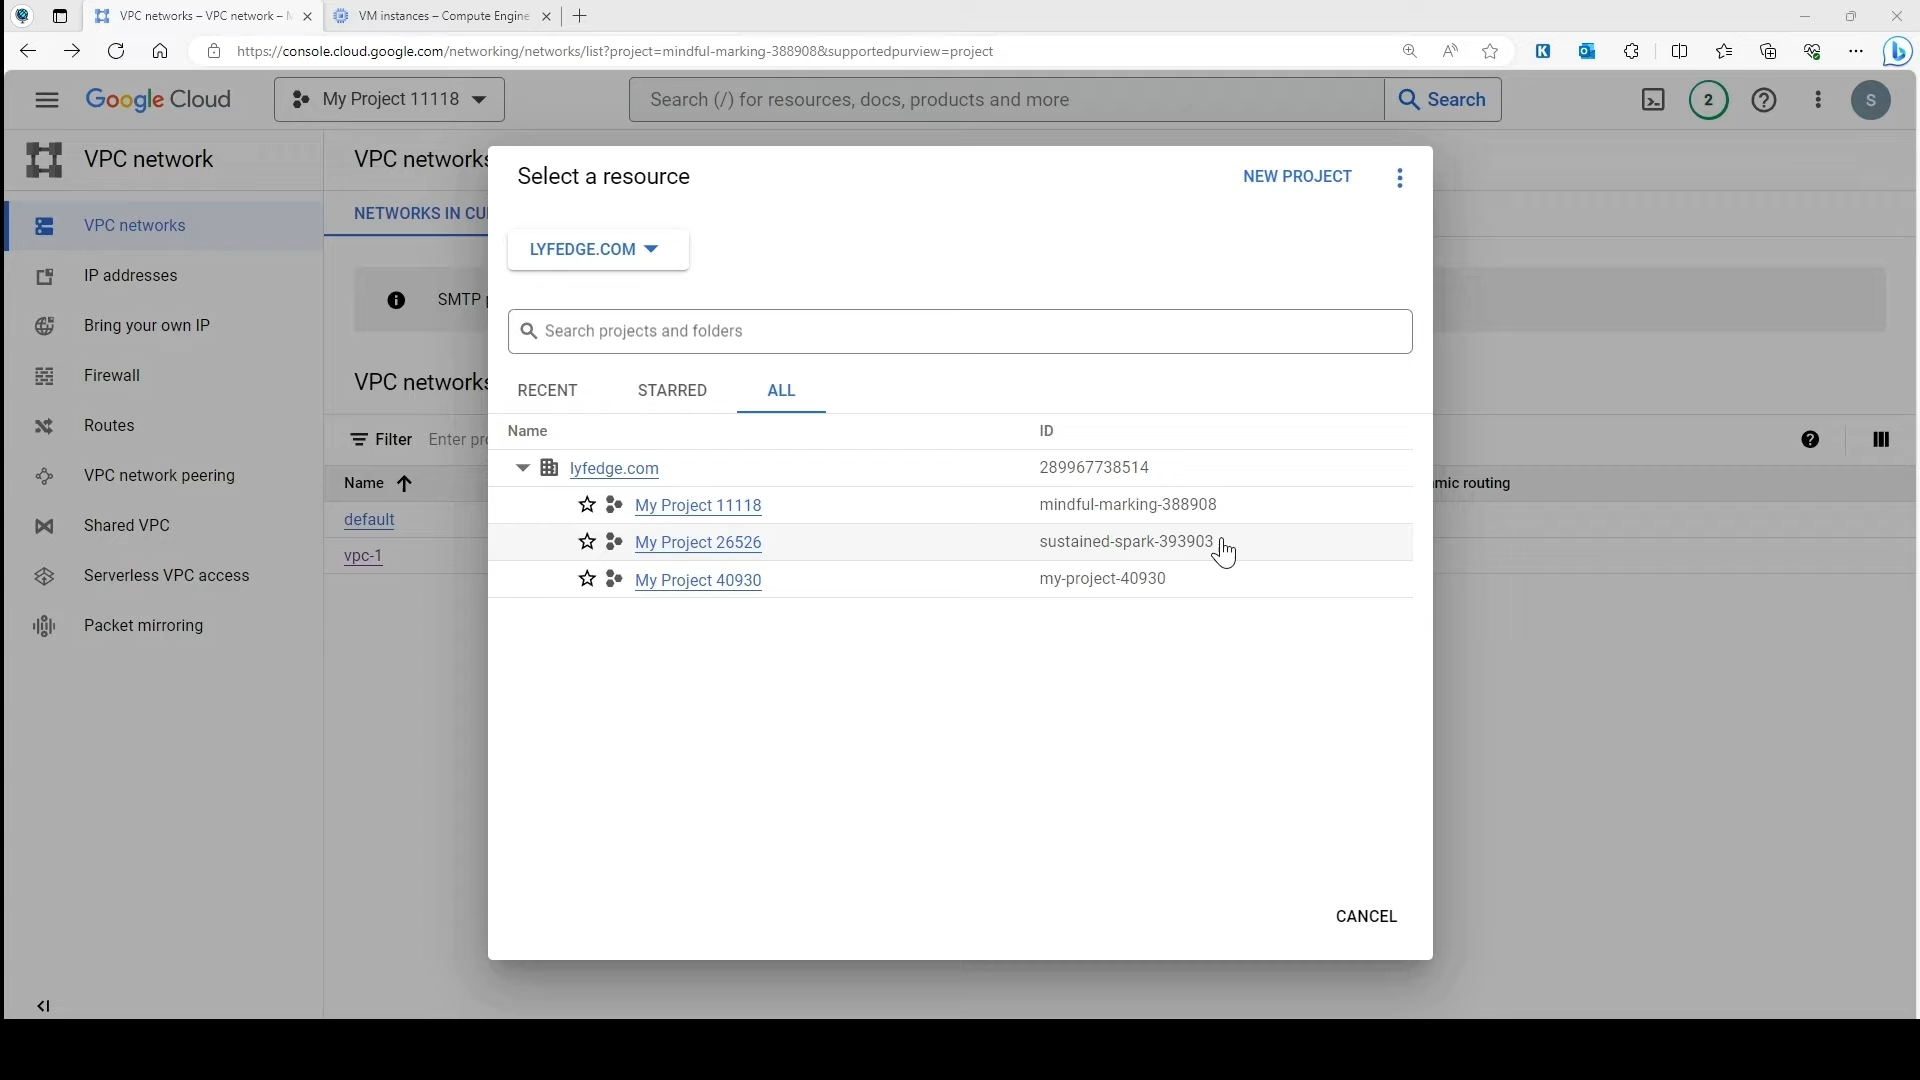 VPC networks – VPC network – M
VM instances – Compute Engine
https://console.cloud.google.com/networking/networks/list?project=mindful-marking-388908&supportedpurview=project
Google Cloud
My Project 11118
Search (/) for resources, docs, products and more
Search
2
S
VPC network
VPC networks
IP addresses
Bring your own IP
Firewall
Routes
VPC network peering
Shared VPC
Serverless VPC access
Packet mirroring
VPC networks
NETWORKS IN CU
SMTP
VPC networks
Filter
Enter
Name
default
vpc-1
mic routing
Select a resource
NEW PROJECT
LYFEDGE.COM
Search projects and folders
RECENT STARRED ALL
Name ID
lyfedge.com 289967738514
My Project 11118 mindful-marking-388908
My Project 26526 sustained-spark-393903
My Project 40930 my-project-40930
CANCEL